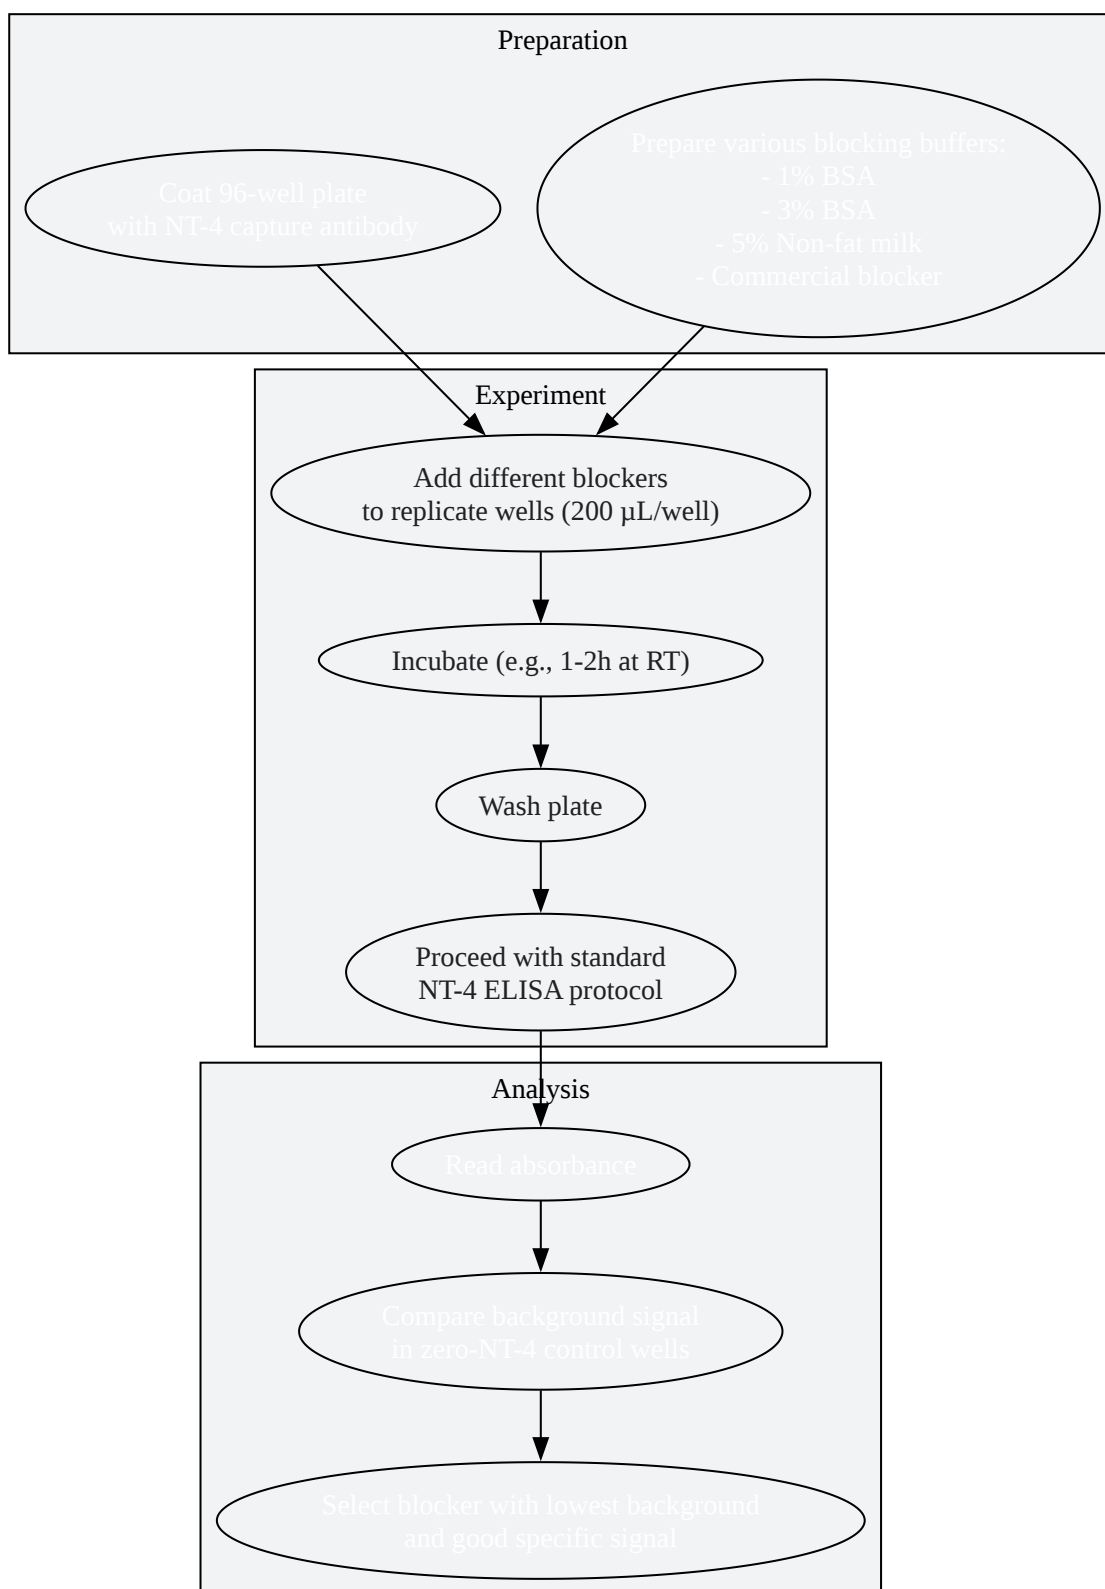 Preparation
Coat 96-well plate
with NT-4 capture antibody
Prepare various blocking buffers:
- 1% BSA
- 3% BSA
- 5% Non-fat milk
- Commercial blocker
Experiment
Add different blockers
to replicate wells (200 µL/well)
Incubate (e.g., 1-2h at RT)
Wash plate
Proceed with standard
NT-4 ELISA protocol
Analysis
Read absorbance
Compare background signal
in zero-NT-4 control wells
Select blocker with lowest background
and good specific signal